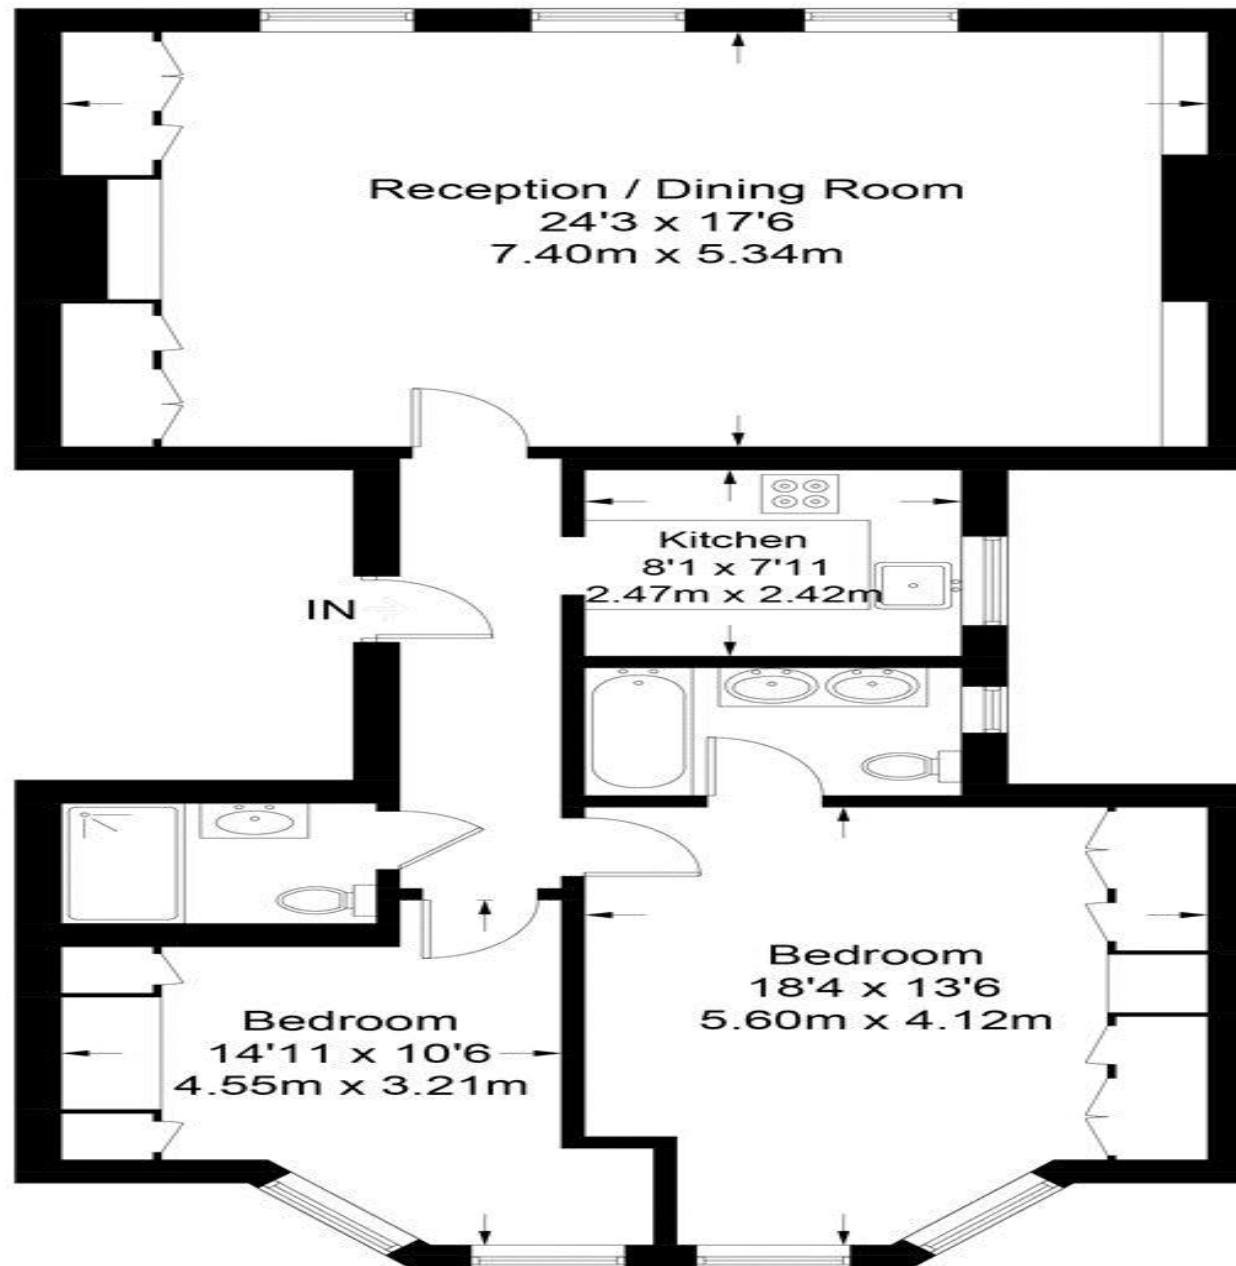 Reception / Dining Room
24'3 x 17'6
7.40m x 5.34m
Kitchen
8'1 x 7'11
2.47m x 2.42m
IN
Bedroom
18'4 x 13'6
5.60m x 4.12m
Bedroom
14'11 x 10'6
4.55m x 3.21m